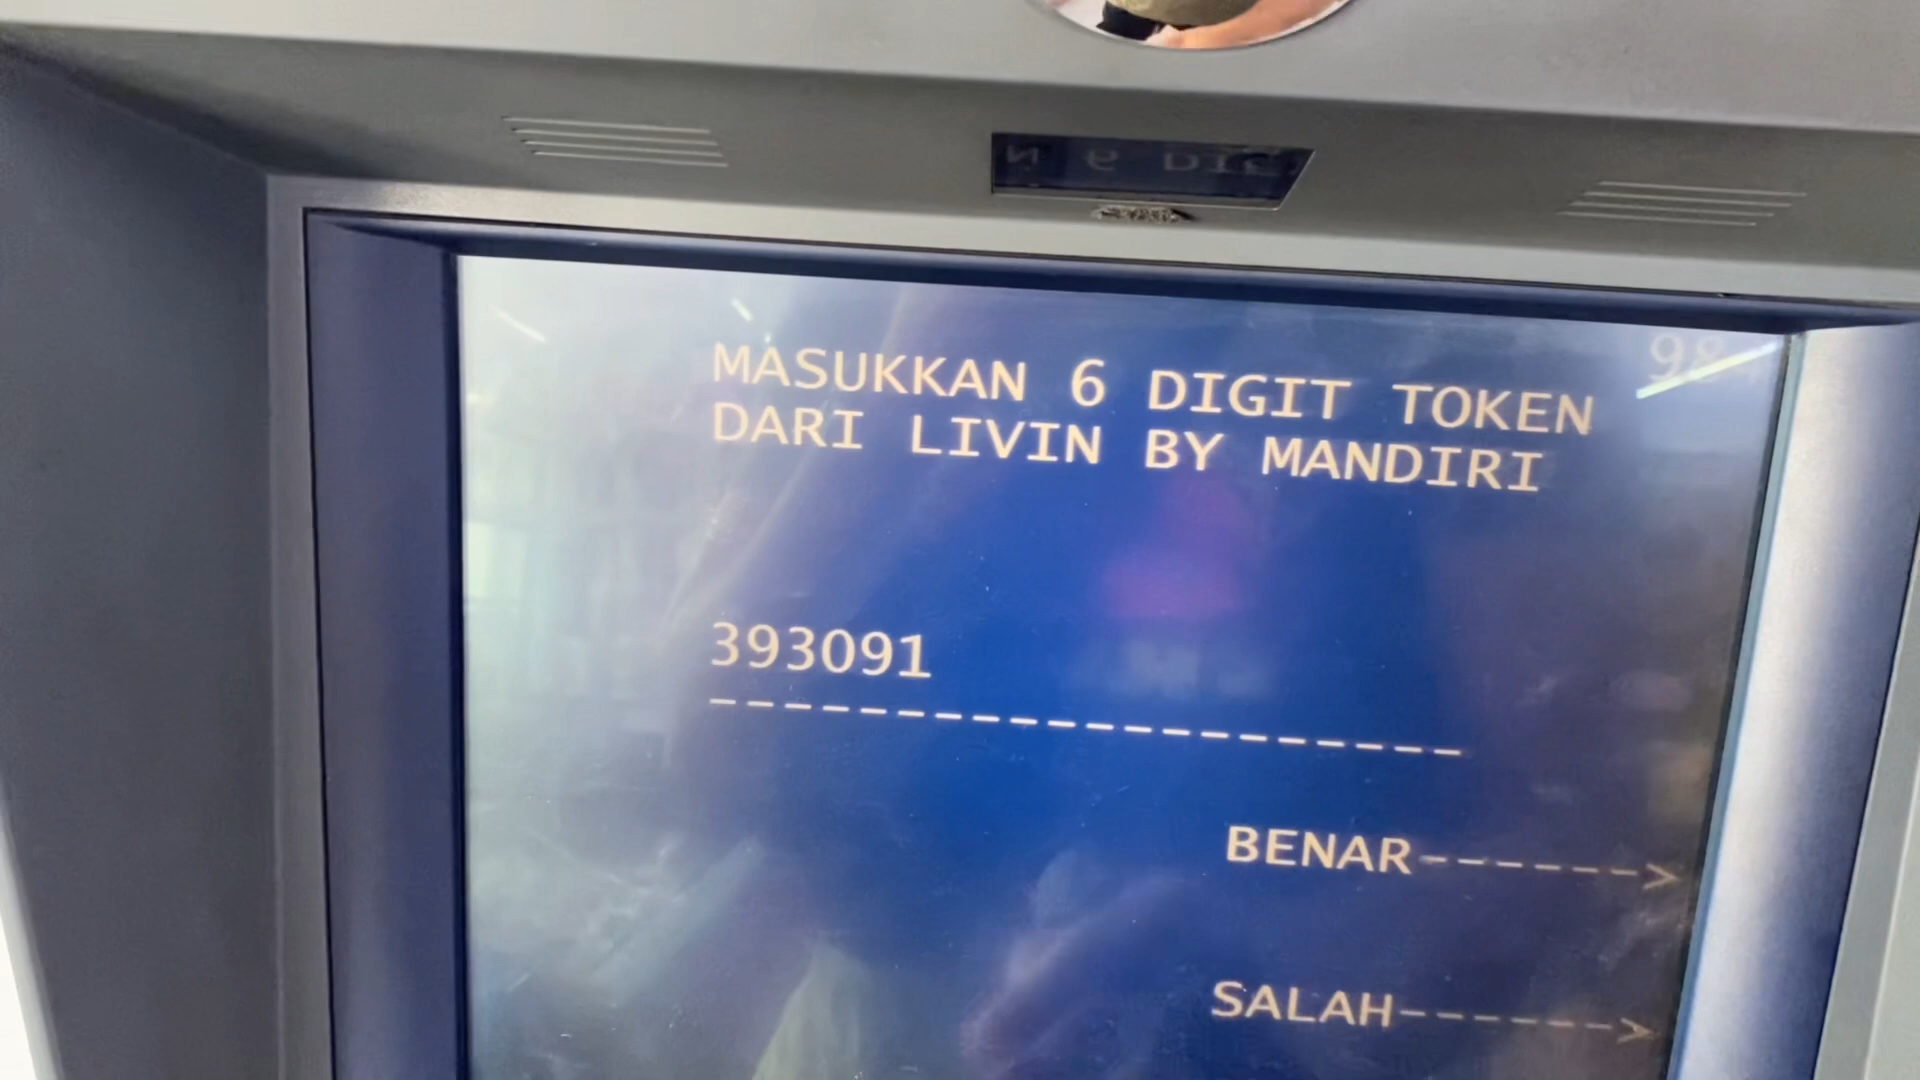 MASUKKAN 6 DIGIT TOKEN
DARI LIVIN BY MANDIRI
393091
--------------------
BENAR------>
SALAH------>